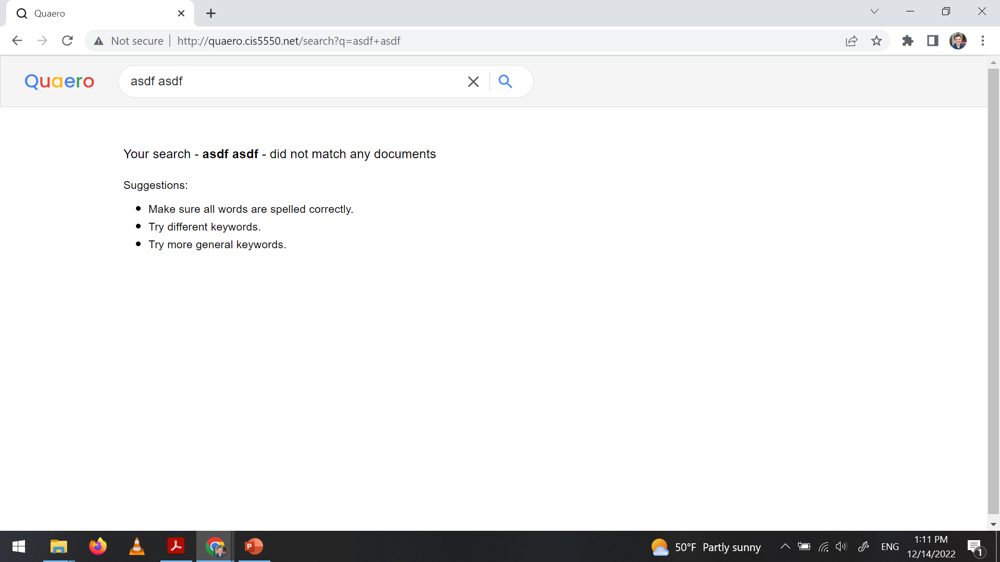 Quaero
Not secure | http://quaero.cis5550.net/search?q=asdf+asdf
Quaero
asdf asdf
Your search - asdf asdf - did not match any documents
Suggestions:
Make sure all words are spelled correctly.
Try different keywords.
Try more general keywords.
P
50°F Partly sunny
ENG
1:11 PM
12/14/2022
1